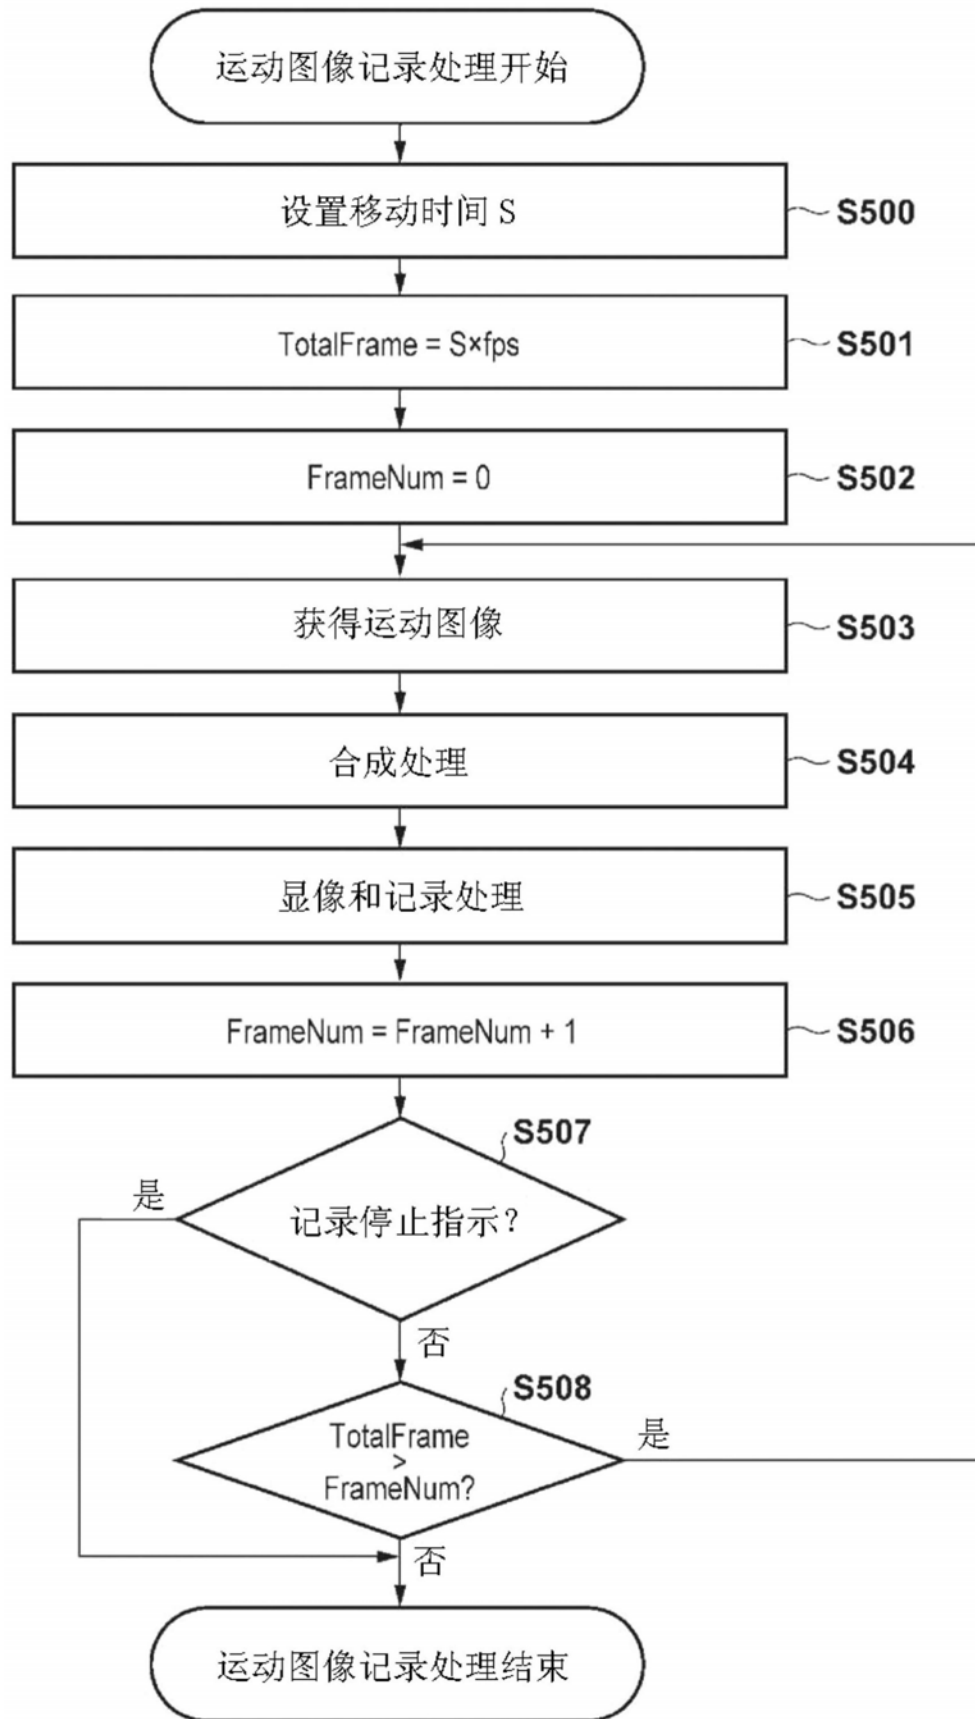 运动图像记录处理开始
设置移动时间 S
S500
TotalFrame = S×fps
S501
FrameNum = 0
S502
获得运动图像
S503
合成处理
S504
显像和记录处理
S505
FrameNum = FrameNum + 1
S506
S507
是
记录停止指示?
否
S508
TotalFrame
>
FrameNum?
是
否
运动图像记录处理结束